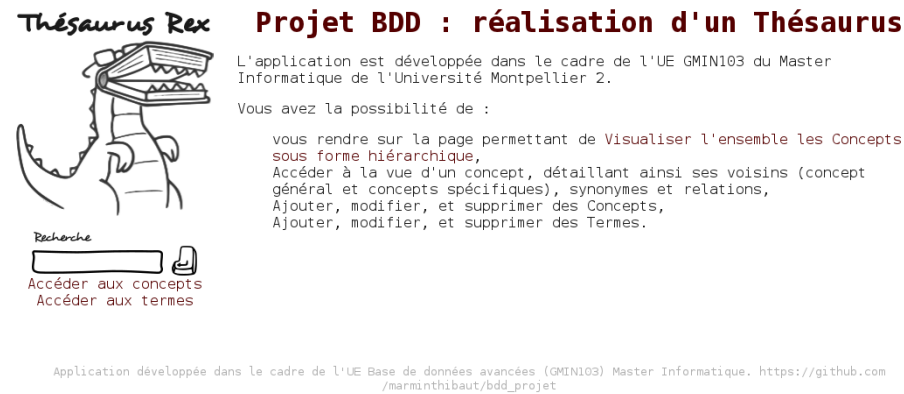 Thésaurus Rex
Projet BDD : réalisation d'un Thésaurus
L'application est développée dans le cadre de l'UE GMIN103 du Master
Informatique de l'Université Montpellier 2.
Vous avez la possibilité de :
vous rendre sur la page permettant de Visualiser l'ensemble les Concepts
sous forme hiérarchique,
Accéder à la vue d'un concept, détaillant ainsi ses voisins (concept
général et concepts spécifiques), synonymes et relations,
Ajouter, modifier, et supprimer des Concepts,
Ajouter, modifier, et supprimer des Termes.
Recherche
Accéder aux concepts
Accéder aux termes
Application développée dans le cadre de l'UE Base de données avancées (GMIN103) Master Informatique. https://github.com
/marminthibaut/bdd_projet